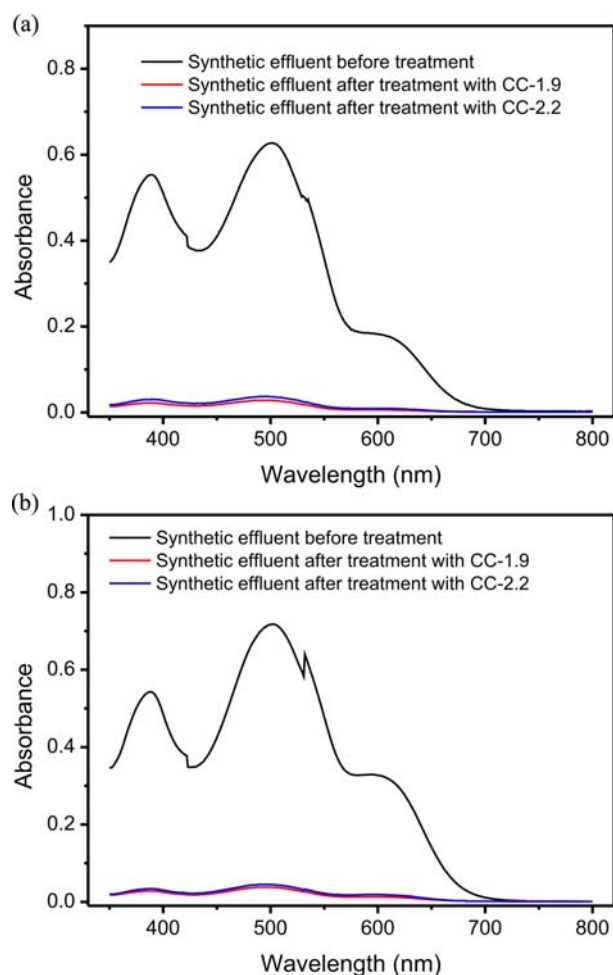 (a)
Synthetic effluent before treatment
Synthetic effluent after treatment with CC-1.9
Synthetic effluent after treatment with CC-2.2
0.8
0.6
0.4
0.2
0.0
Absorbance
400 500 600 700 800
Wavelength (nm)
(b)
Synthetic effluent before treatment
Synthetic effluent after treatment with CC-1.9
Synthetic effluent after treatment with CC-2.2
1.0
0.8
0.6
0.4
0.2
0.0
Absorbance
400 500 600 700 800
Wavelength (nm)